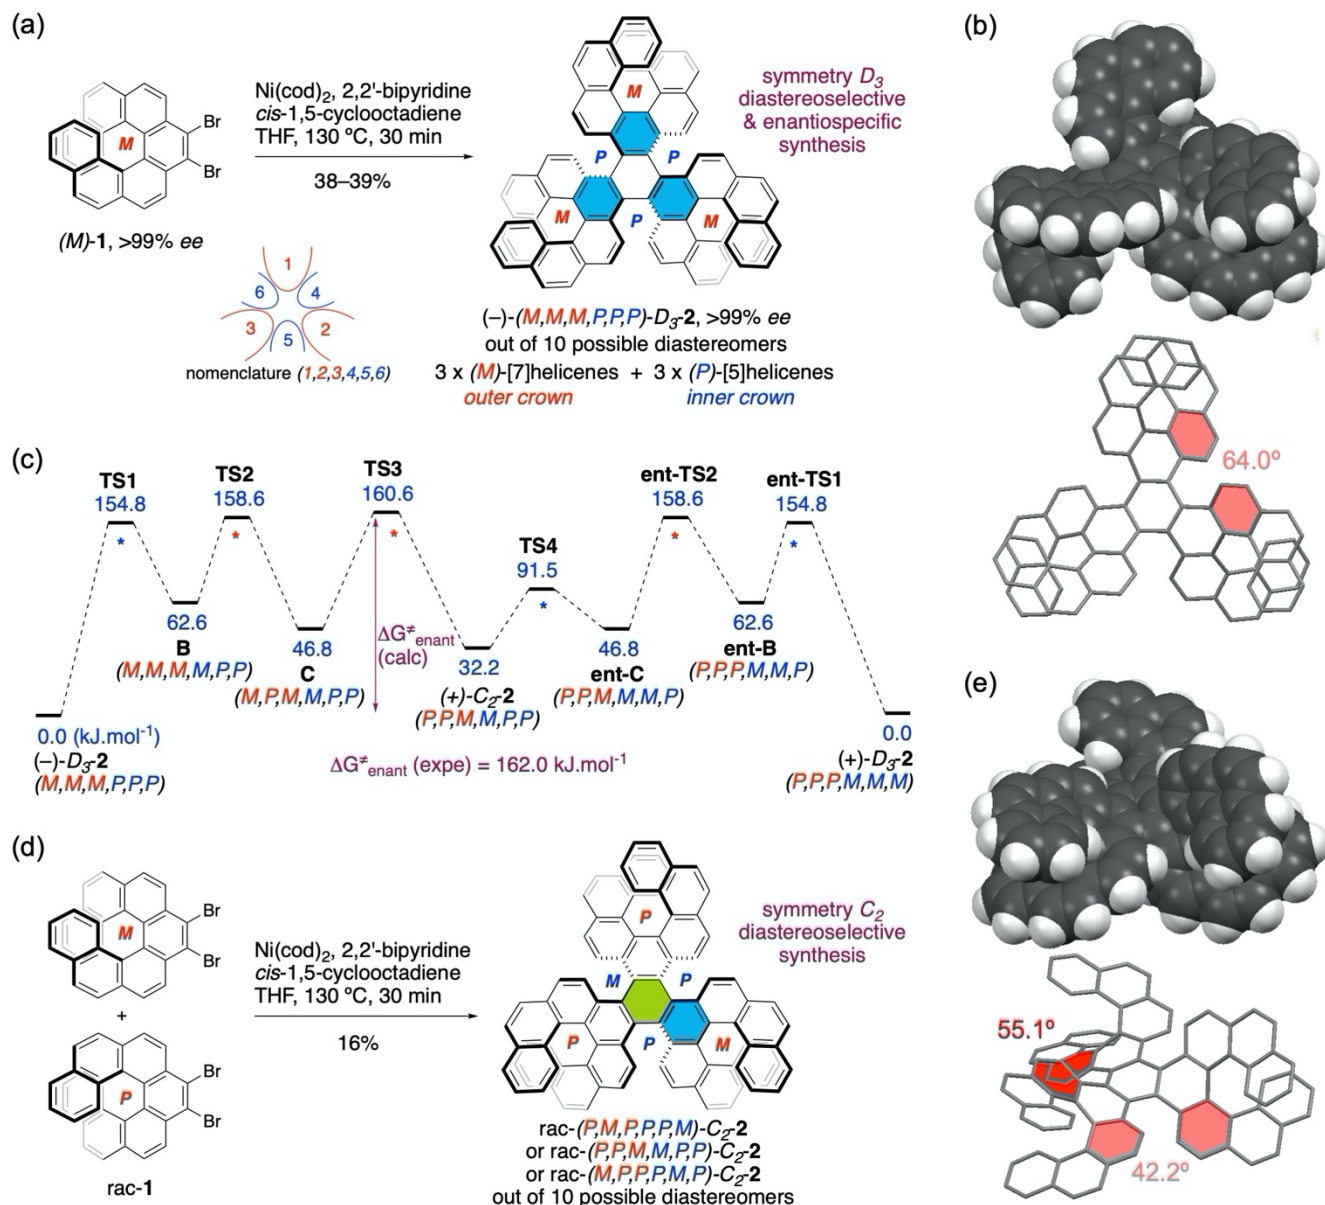 (a)
Ni(cod)2, 2,2'-bipyridine
cis-1,5-cyclooctadiene
THF, 130 ºC, 30 min
38–39%
M
Br
Br
(M)-1, >99% ee
1
6
4
3
2
5
nomenclature (1,2,3,4,5,6)
M
P
P
M
P
M
symmetry D3
diastereoselective
& enantiospecific
synthesis
(–)-(M,M,M,P,P,P)-D3-2, >99% ee
out of 10 possible diastereomers
3 x (M)-[7]helicenes + 3 x (P)-[5]helicenes
outer crown
inner crown
(b)
64.0º
(c)
TS1
154.8
*
TS2
158.6
*
TS3
160.6
*
TS4
91.5
*
ent-TS2
158.6
*
ent-TS1
154.8
*
62.6
B
(M,M,M,M,P,P)
46.8
C
(M,P,M,M,P,P)
ΔG≠enant
(calc)
32.2
(+)-C2-2
(P,P,M,M,P,P)
46.8
ent-C
(P,P,M,M,M,P)
62.6
ent-B
(P,P,P,M,M,P)
0.0 (kJ.mol-1)
(–)-D3-2
(M,M,M,P,P,P)
ΔG≠enant (expe) = 162.0 kJ.mol-1
0.0
(+)-D3-2
(P,P,P,M,M,M)
(d)
M
Br
Br
+
P
Br
Br
rac-1
Ni(cod)2, 2,2'-bipyridine
cis-1,5-cyclooctadiene
THF, 130 ºC, 30 min
16%
P
M
P
P
P
M
symmetry C2
diastereoselective
synthesis
rac-(P,M,P,P,P,M)-C2-2
or rac-(P,P,M,M,P,P)-C2-2
or rac-(M,P,P,P,M,P)-C2-2
out of 10 possible diastereomers
(e)
55.1º
42.2º